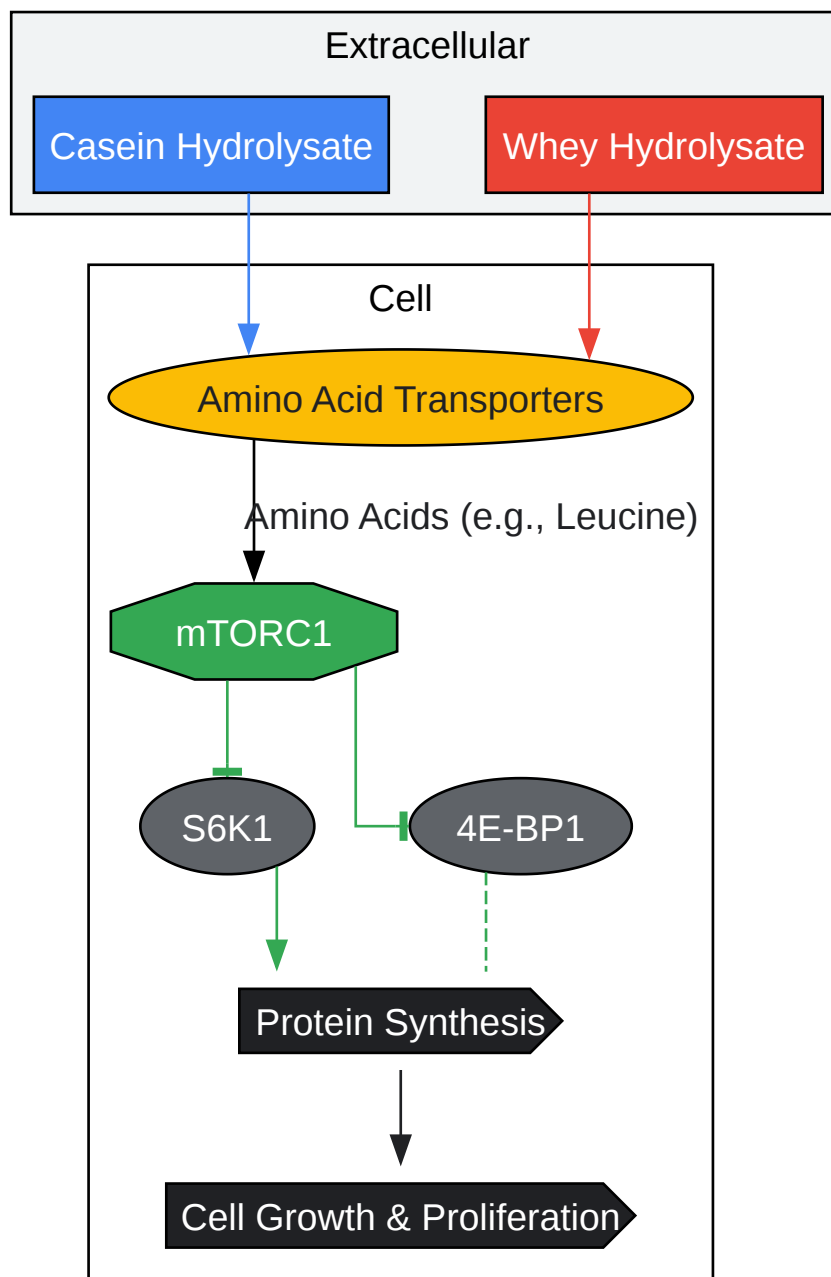 Extracellular
Casein Hydrolysate
Whey Hydrolysate
Cell
Amino Acid Transporters
Amino Acids (e.g., Leucine)
mTORC1
S6K1
4E-BP1
Protein Synthesis
Cell Growth & Proliferation